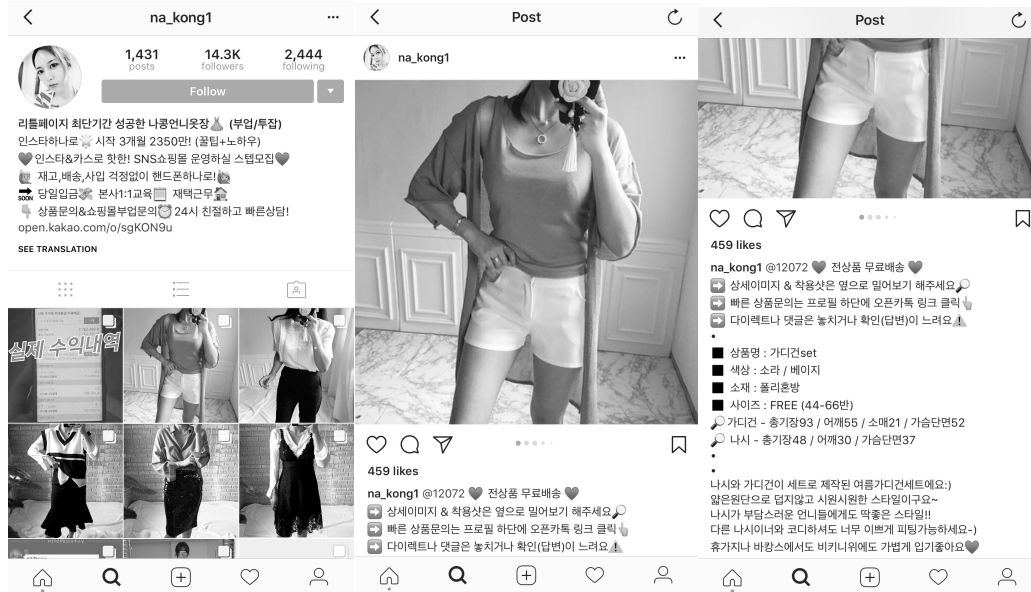 na_kong1
1,431
posts
14.3K
followers
2,444
following
Follow
리틀페이지 최단기간 성공한 나콩언니옷장👗 (부업/투잡)
인스타하나로🌟 시작 3개월 2350만! (꿀팁+노하우)
🖤인스타&카스로 핫한! SNS쇼핑몰 운영하실 스텝모집🖤
재고,배송,사입 걱정없이 핸드폰하나로!
🔜 당일입금💸 본사1:1교육📋 재택근무🏠
👇 상품문의&쇼핑몰부업문의⏰24시 친절하고 빠른상담!
open.kakao.com/o/sgKON9u
SEE TRANSLATION
실제 수익내역
Post
na_kong1
459 likes
na_kong1 @12072 🖤 전상품 무료배송 🖤
➡️ 상세이미지 & 착용샷은 옆으로 밀어보기 해주세요🔎
➡️ 빠른 상품문의는 프로필 하단에 오픈카톡 링크 클릭👆
➡️ 다이렉트나 댓글은 놓치거나 확인(답변)이 느려요⚠️
Post
459 likes
na_kong1 @12072 🖤 전상품 무료배송 🖤
➡️ 상세이미지 & 착용샷은 옆으로 밀어보기 해주세요🔎
➡️ 빠른 상품문의는 프로필 하단에 오픈카톡 링크 클릭👆
➡️ 다이렉트나 댓글은 놓치거나 확인(답변)이 느려요⚠️
•
■ 상품명 : 가디건set
■ 색상 : 소라 / 베이지
■ 소재 : 폴리혼방
■ 사이즈 : FREE (44-66반)
🔎가디건 - 총기장93 / 어깨55 / 소매21 / 가슴단면52
🔎 나시 - 총기장48 / 어깨30 / 가슴단면37
•
•
나시와 가디건이 세트로 제작된 여름가디건세트에요:)
얇은원단으로 덥지않고 시원시원한 스타일이구요~
나시가 부담스러운 언니들에게도 딱좋은 스타일!!
다른 나시이너와 코디하셔도 너무 이쁘게 피팅가능하세요-)
휴가지나 바캉스에서도 비키니위에도 가볍게 입기좋아요🖤